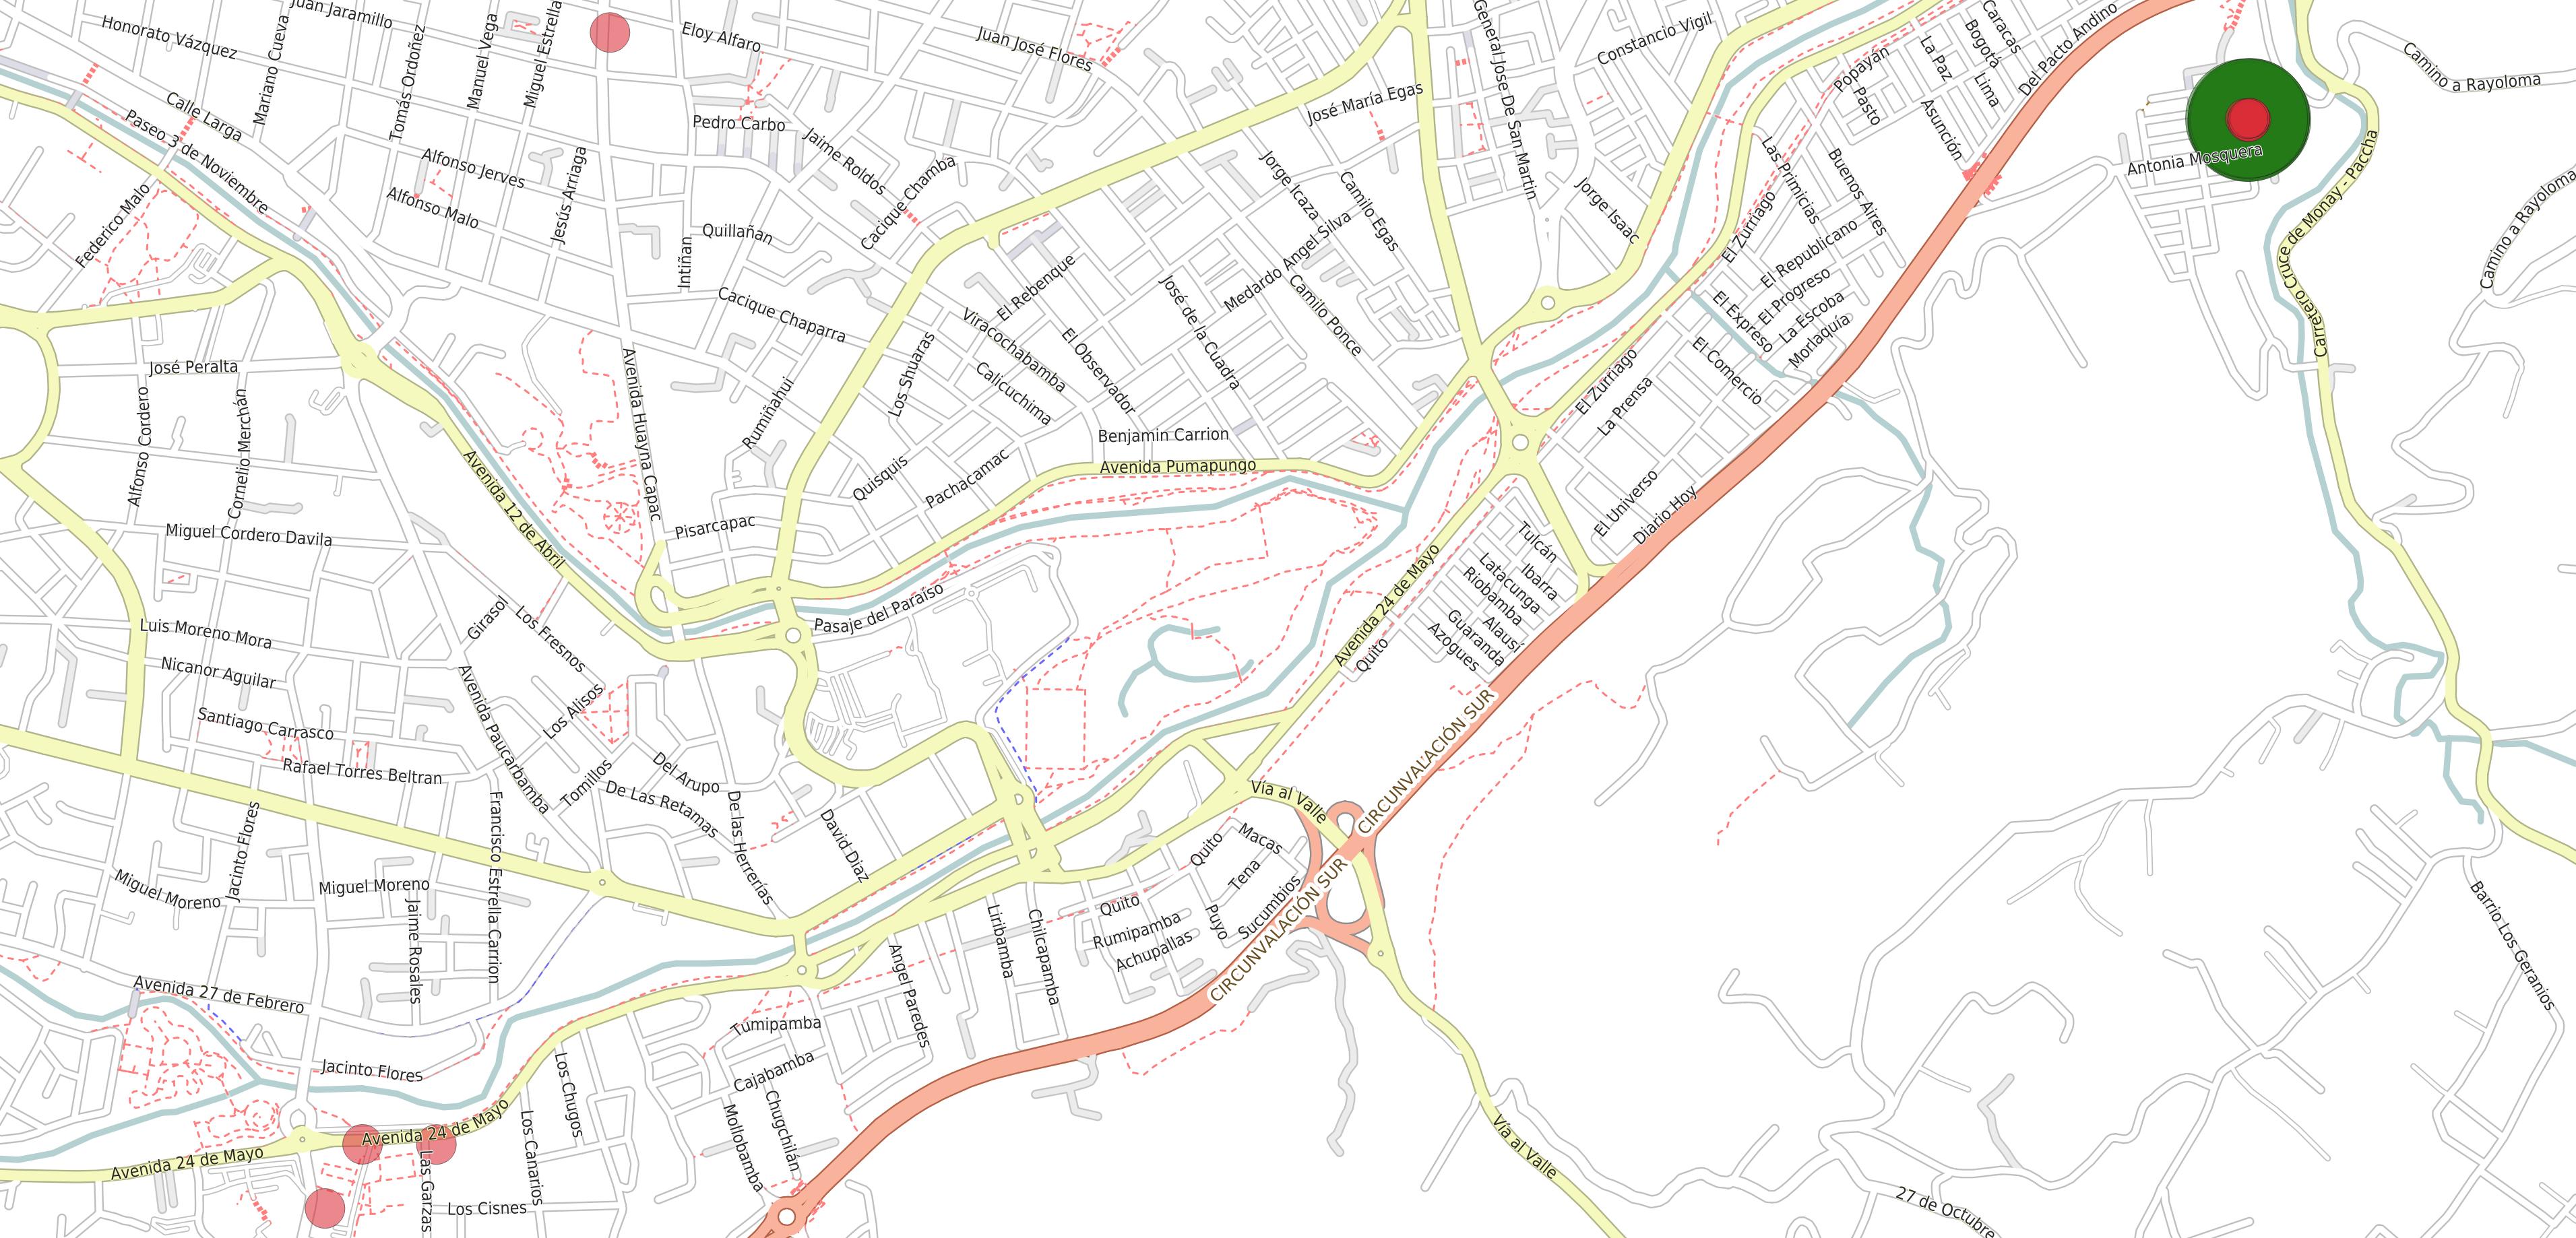 Juan Jaramillo
Honorato Vázquez
Mariano Cueva
Tomás Ordoñez
Manuel Vega
Miguel Estrella
Eloy Alfaro
Juan José Flores
General Jose De San Martin
Constancio Vigil
Popayán
Pasto
La Paz
Bogotá
Caracas
Lima
Del Pacto Andino
Asunción
Camino a Rayoloma
Camino a Rayoloma
Calle Larga
Paseo 3 de Noviembre
Federico Malo
Alfonso Jerves
Alfonso Malo
Jesús Arriaga
Pedro Carbo
Jaime Roldos
Cacique Chamba
José María Egas
Jorge Icaza
Camilo Egas
Medardo Angel Silva
Camilo Ponce
Jorge Isaac
Las Primicias
Buenos Aires
El Zurriago
El Republicano
El Progreso
El Expreso
La Escoba
Morlaquía
El Comercio
Antonia Mosquera
Carretero Cruce de Monay - Paccha
Quillañan
Intiñan
Cacique Chaparra
El Rebenque
Viracochabamba
El Observador
José de la Cuadra
Los Shuaras
Calicuchima
Rumiñahui
José Peralta
Alfonso Cordero
Cornelio Merchán
Avenida Huayna Capac
Avenida 12 de Abril
Quisquis
Pachacamac
Benjamin Carrion
Avenida Pumapungo
El Zurriago
La Prensa
El Universo
Diario Hoy
Miguel Cordero Davila
Pisarcapac
Pasaje del Paraíso
Girasol
Los Fresnos
Luis Moreno Mora
Nicanor Aguilar
Santiago Carrasco
Rafael Torres Beltran
Avenida Paucarbamba
Los Alisos
Tomillos
Del Arupo
De Las Retamas
De las Herrerías
David Diaz
Avenida 24 de Mayo
Quito
Tulcán
Ibarra
Latacunga
Riobamba
Alausí
Guaranda
Azogues
CIRCUNVALACIÓN SUR
Vía al Valle
CIRCUNVALACIÓN SUR
Macas
Quito
Tena
Sucumbios
Puyo
Quito
Rumipamba
Achupallas
Liribamba
Chilcapamba
Angel Paredes
Jacinto Flores
Miguel Moreno
Miguel Moreno
Jaime Rosales
Francisco Estrella Carrion
Avenida 27 de Febrero
Jacinto Flores
Avenida 24 de Mayo
Avenida 24 de Mayo
Las Garzas
Los Cisnes
Los Canarios
Los Chugos
Tumipamba
Cajabamba
Chugchilán
Mollobamba
Vía al Valle
27 de Octubre
Barrio Los Geranios